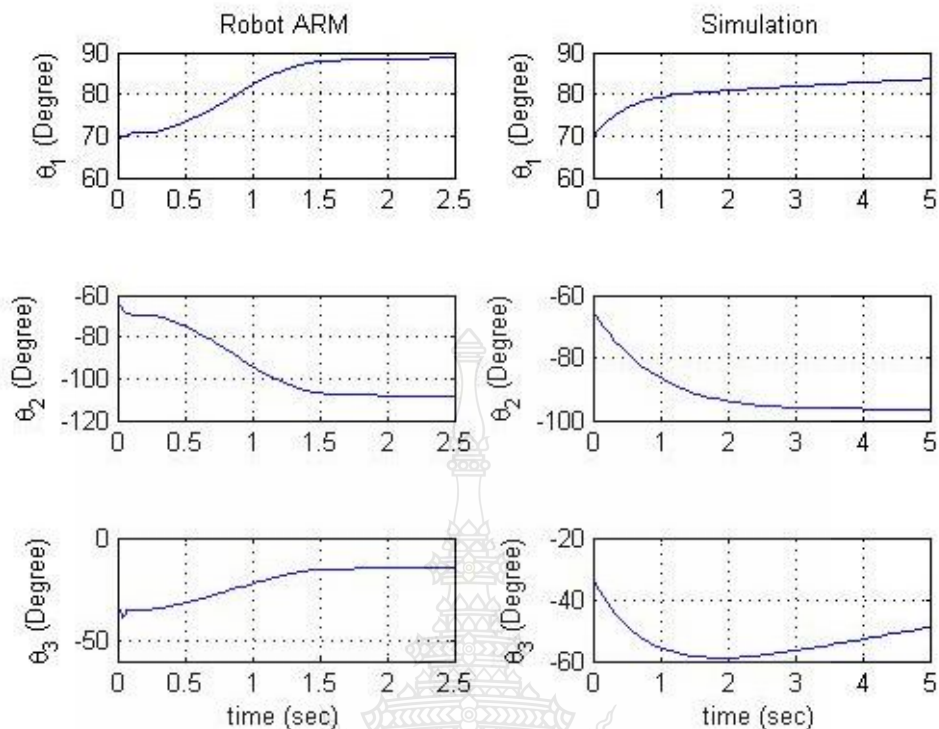 Robot ARM
θ1 (Degree)
90
80
70
60
0 0.5 1 1.5 2 2.5
Simulation
θ1 (Degree)
90
80
70
60
0 1 2 3 4 5
θ2 (Degree)
-60
-80
-100
-120
0 0.5 1 1.5 2 2.5
θ2 (Degree)
-60
-80
-100
0 1 2 3 4 5
θ3 (Degree)
0
-50
0 0.5 1 1.5 2 2.5
time (sec)
θ3 (Degree)
-20
-40
-60
0 1 2 3 4 5
time (sec)